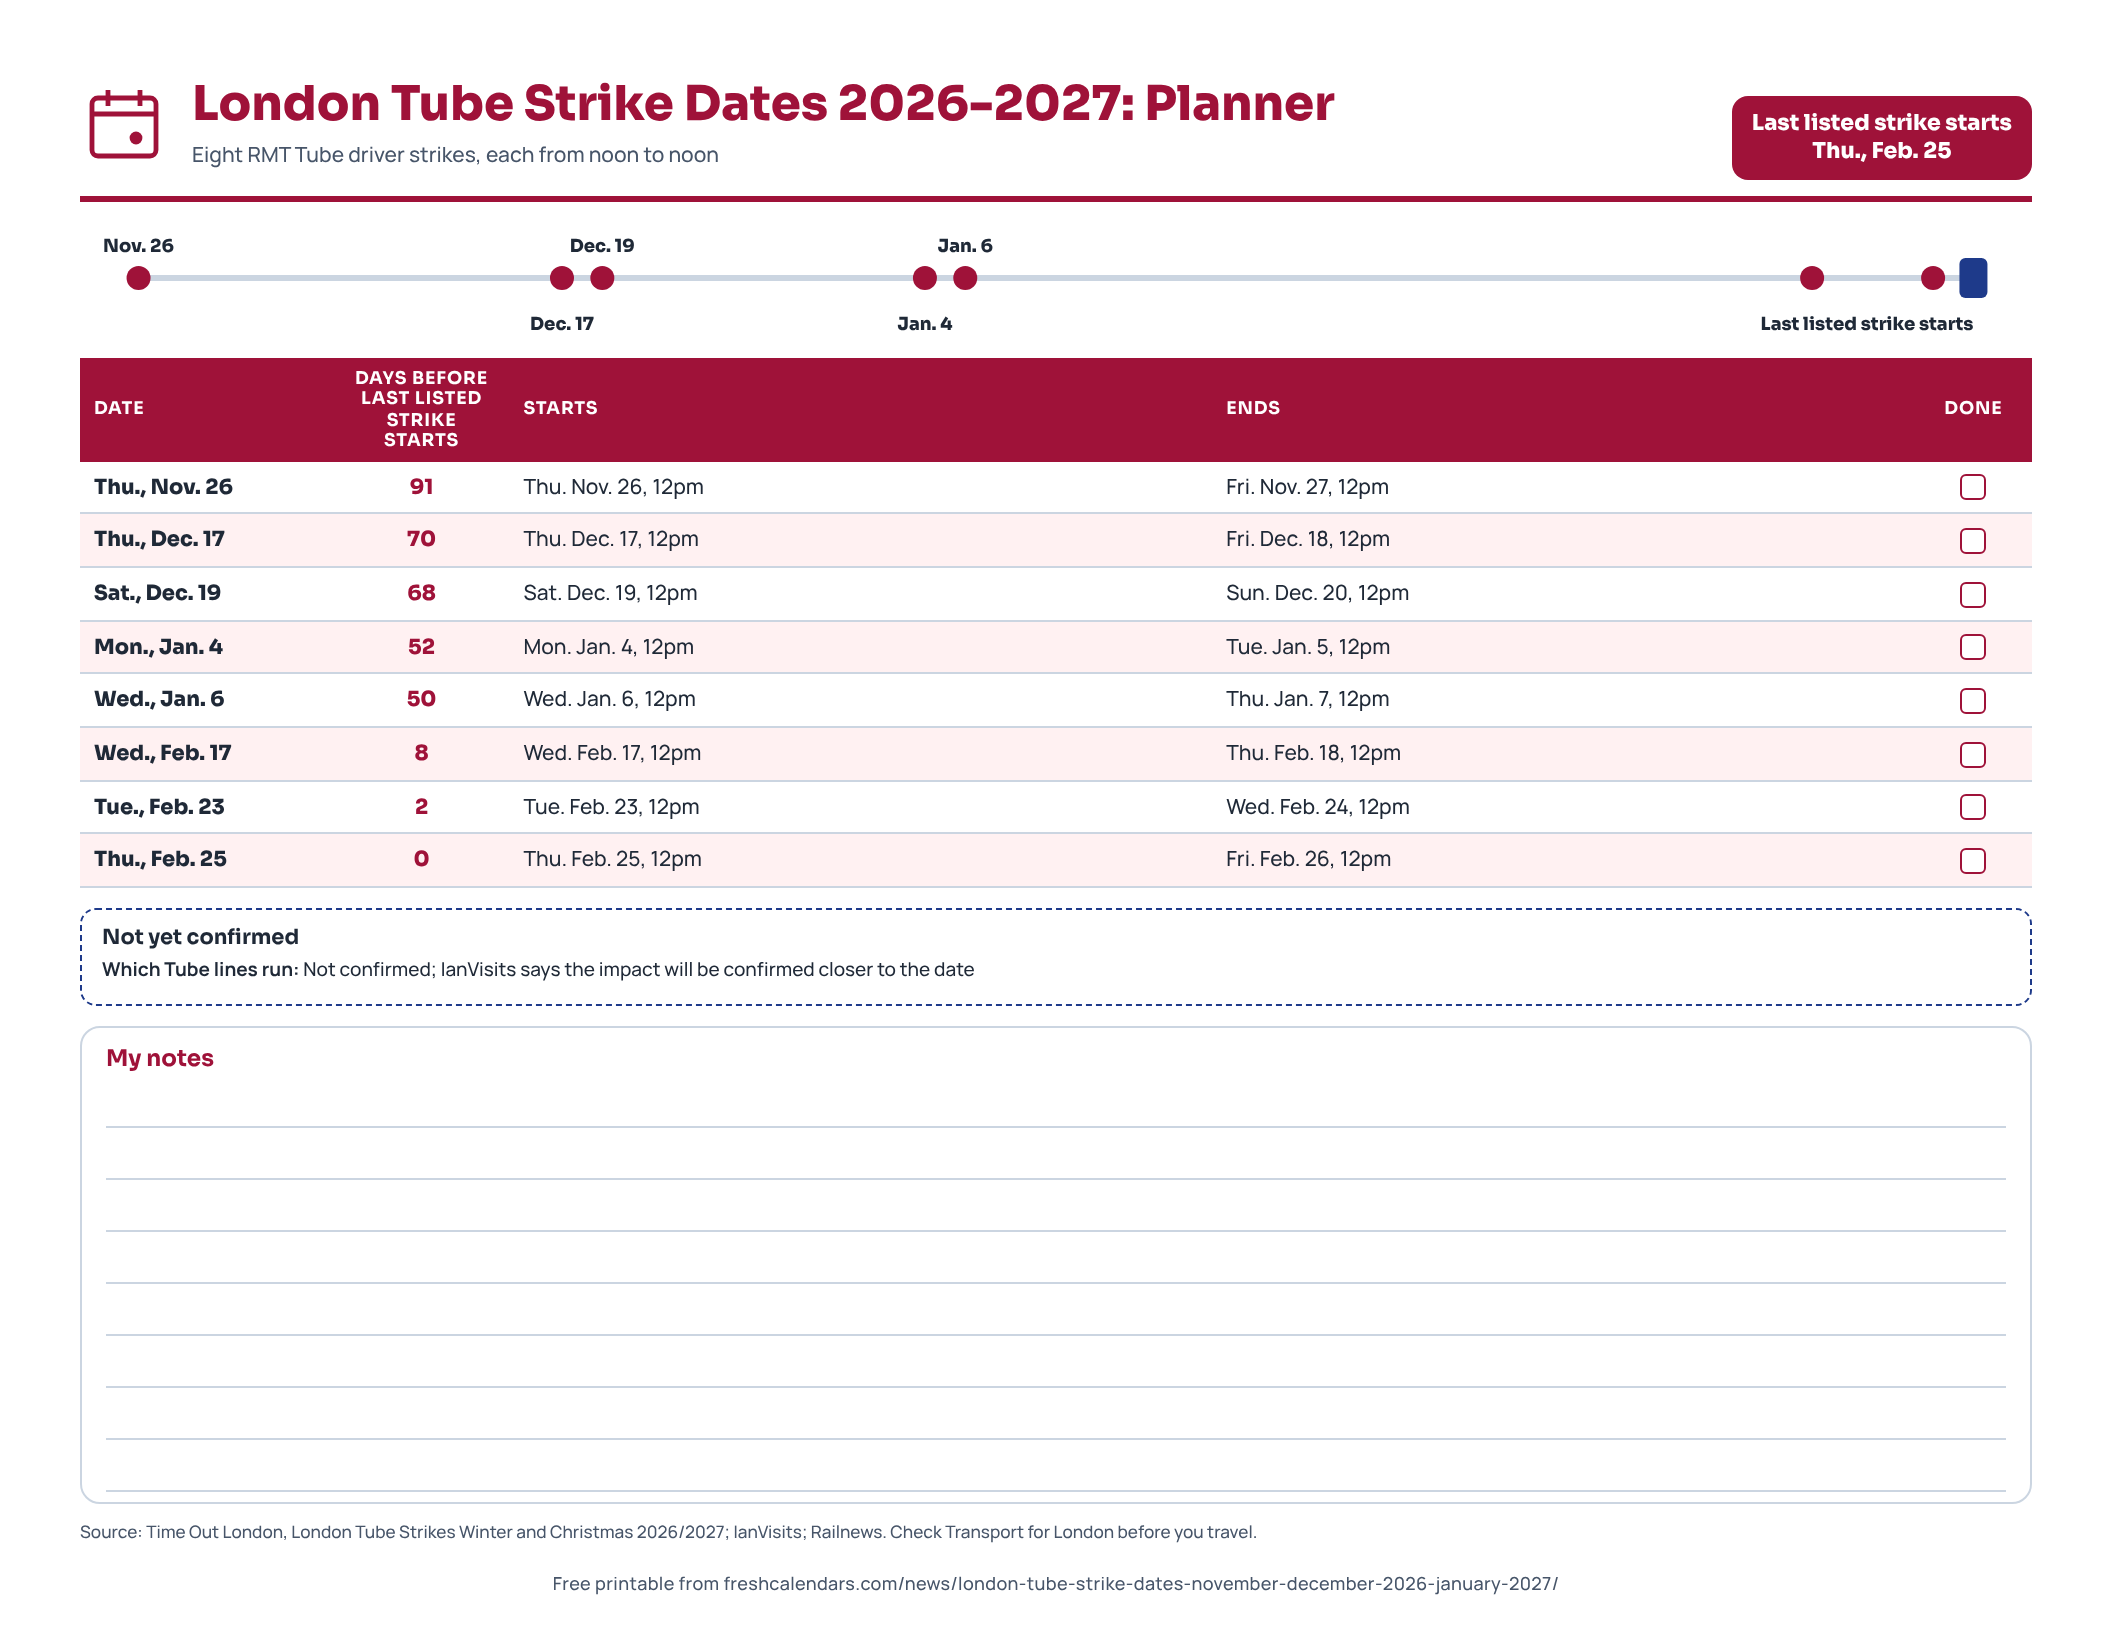 London Tube Strike Dates 2026-2027: Planner
Eight RMT Tube driver strikes, each from noon to noon
Last listed strike starts
Thu., Feb. 25
Nov. 26
Dec. 19
Jan. 6
Dec. 17
Jan. 4
Last listed strike starts
DATE
DAYS BEFORE
LAST LISTED
STRIKE
STARTS
STARTS
ENDS
DONE
Thu., Nov. 26 91 Thu. Nov. 26, 12pm Fri. Nov. 27, 12pm
Thu., Dec. 17 70 Thu. Dec. 17, 12pm Fri. Dec. 18, 12pm
Sat., Dec. 19 68 Sat. Dec. 19, 12pm Sun. Dec. 20, 12pm
Mon., Jan. 4 52 Mon. Jan. 4, 12pm Tue. Jan. 5, 12pm
Wed., Jan. 6 50 Wed. Jan. 6, 12pm Thu. Jan. 7, 12pm
Wed., Feb. 17 8 Wed. Feb. 17, 12pm Thu. Feb. 18, 12pm
Tue., Feb. 23 2 Tue. Feb. 23, 12pm Wed. Feb. 24, 12pm
Thu., Feb. 25 0 Thu. Feb. 25, 12pm Fri. Feb. 26, 12pm
Not yet confirmed
Which Tube lines run: Not confirmed; IanVisits says the impact will be confirmed closer to the date
My notes
Source: Time Out London, London Tube Strikes Winter and Christmas 2026/2027; IanVisits; Railnews. Check Transport for London before you travel.
Free printable from freshcalendars.com/news/london-tube-strike-dates-november-december-2026-january-2027/